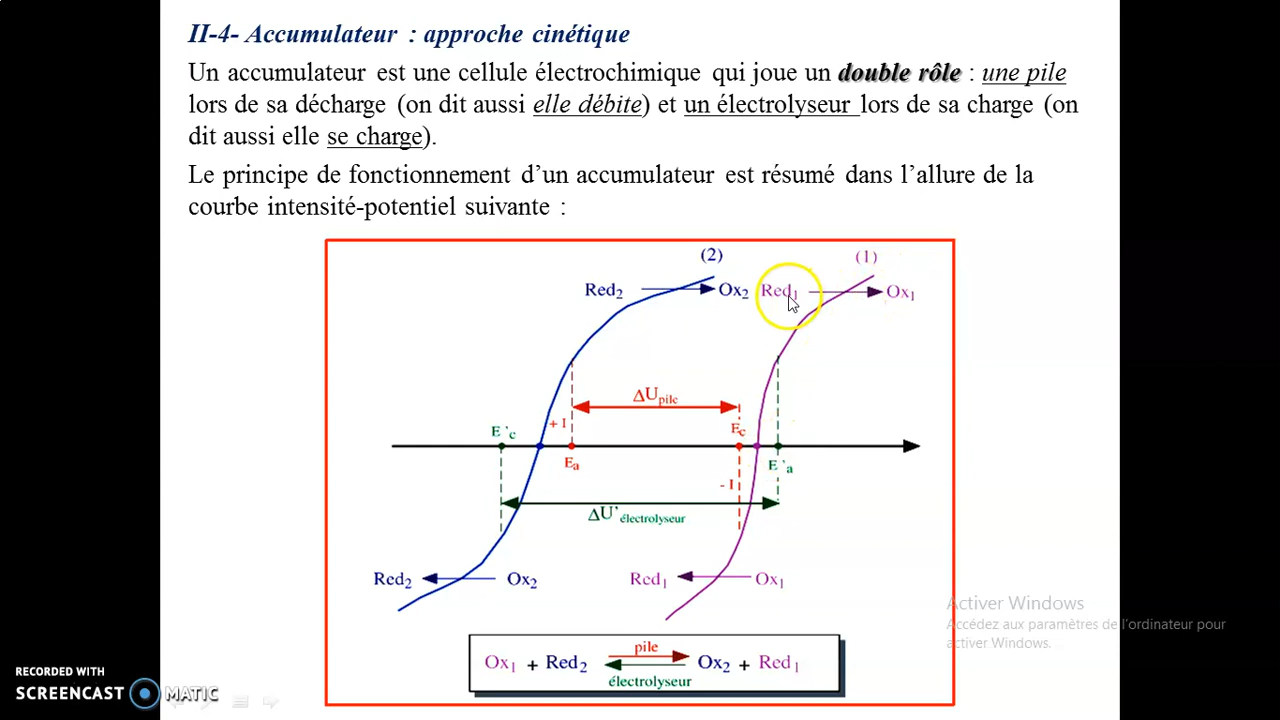 II-4- Accumulateur : approche cinétique
Un accumulateur est une cellule électrochimique qui joue un double rôle : une pile
lors de sa décharge (on dit aussi elle débite) et un électrolyseur lors de sa charge (on
dit aussi elle se charge).
Le principe de fonctionnement d’un accumulateur est résumé dans l’allure de la
courbe intensité-potentiel suivante :
(2) (1)
Red2 Ox2 Red1 Ox1
ΔUpile
+ I
E'c Ec
Ea E'a
- I
ΔU'électrolyseur
Red2 Ox2 Red1 Ox1
pile
Ox1 + Red2 Ox2 + Red1
électrolyseur
Activer Windows
Accédez aux paramètres de l'ordinateur pour
activer Windows.
RECORDED WITH
SCREENCAST MATIC